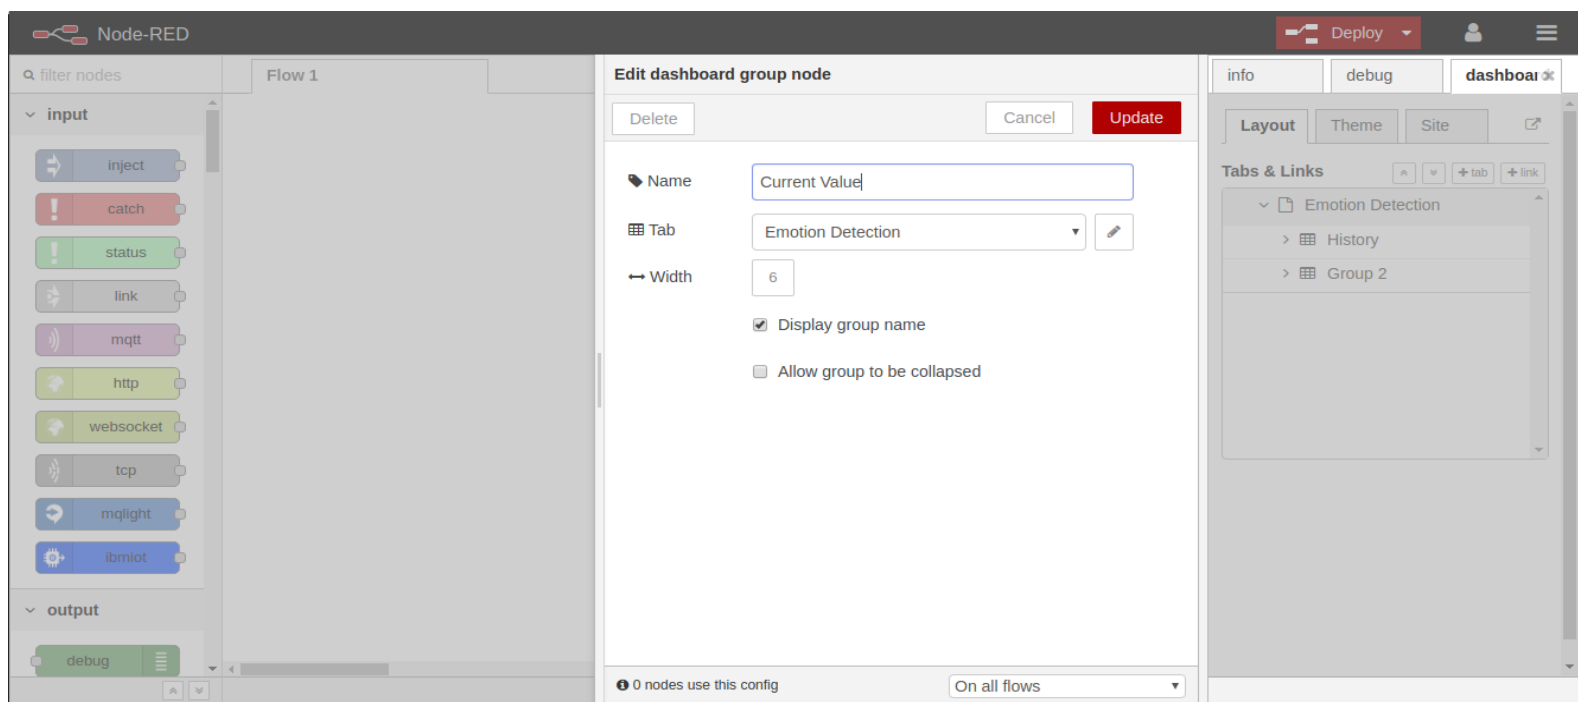 Node-RED
Deploy
filter nodes
Flow 1
input
inject
catch
status
link
mqtt
http
websocket
tcp
mqlight
ibmiot
output
debug
Edit dashboard group node
Delete
Cancel
Update
Name
Current Value
Tab
Emotion Detection
Width
6
Display group name
Allow group to be collapsed
0 nodes use this config
On all flows
info
debug
dashboar
Layout
Theme
Site
Tabs & Links
+ tab
+ link
Emotion Detection
History
Group 2